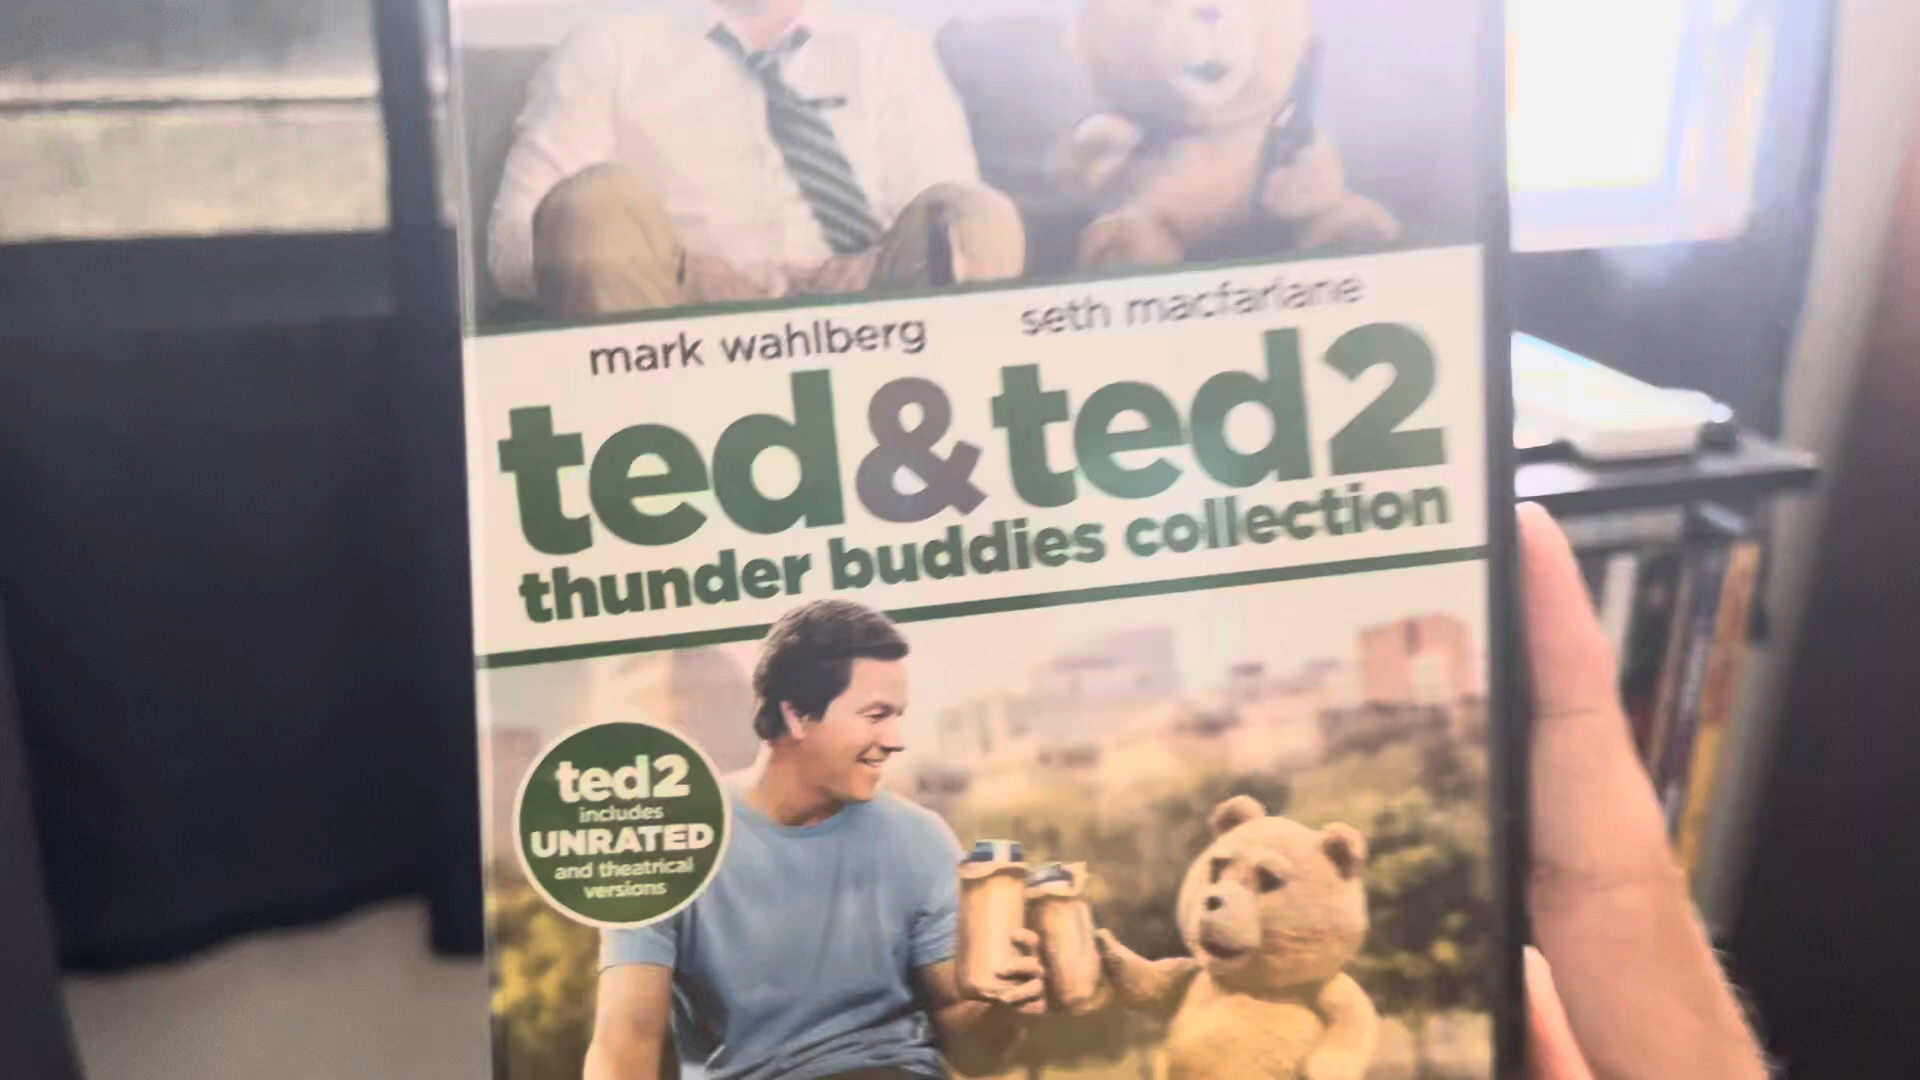 mark wahlberg seth macfarlane
ted & ted2
thunder buddies collection
ted2
includes
UNRATED
and theatrical
versions